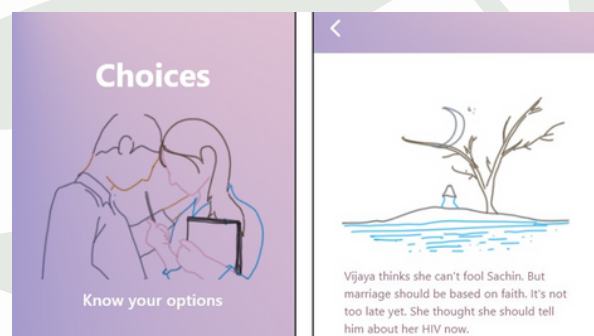 Choices
Know your options
Vijaya thinks she can't fool Sachin. But
marriage should be based on faith. It's not
too late yet. She thought she should tell
him about her HIV now.